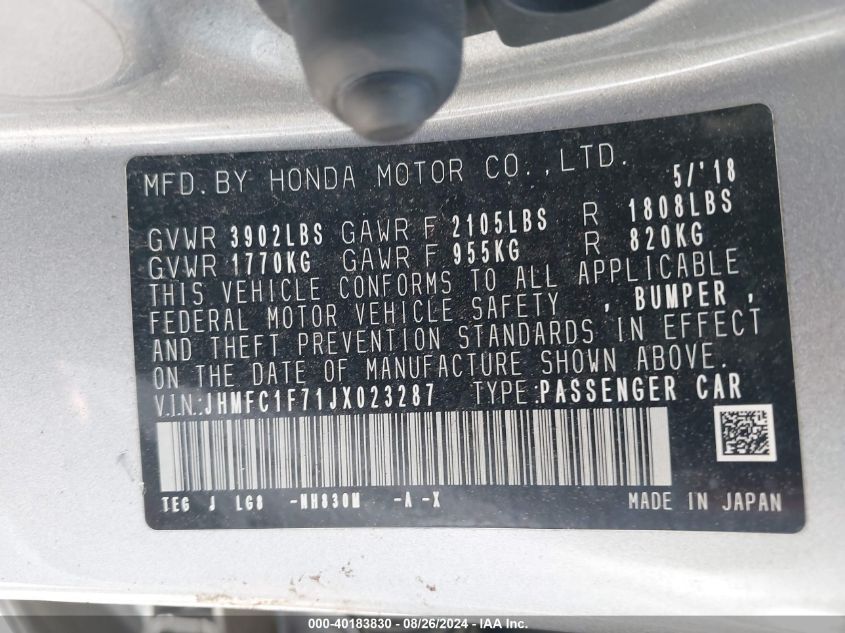 MFD. BY HONDA MOTOR CO., LTD. 5/'18
GVWR 3902LBS GAWR F 2105LBS R 1808LBS
GVWR 1770KG GAWR F 955KG R 820KG
THIS VEHICLE CONFORMS TO ALL APPLICABLE
FEDERAL MOTOR VEHICLE SAFETY , BUMPER ,
AND THEFT PREVENTION STANDARDS IN EFFECT
ON THE DATE OF MANUFACTURE SHOWN ABOVE.
V.I.N.:JHMFC1F71JX023287 TYPE:PASSENGER CAR
TEG J LG8 -NH830M -A -X MADE IN JAPAN
000-40183830 - 08/26/2024 - IAA Inc.